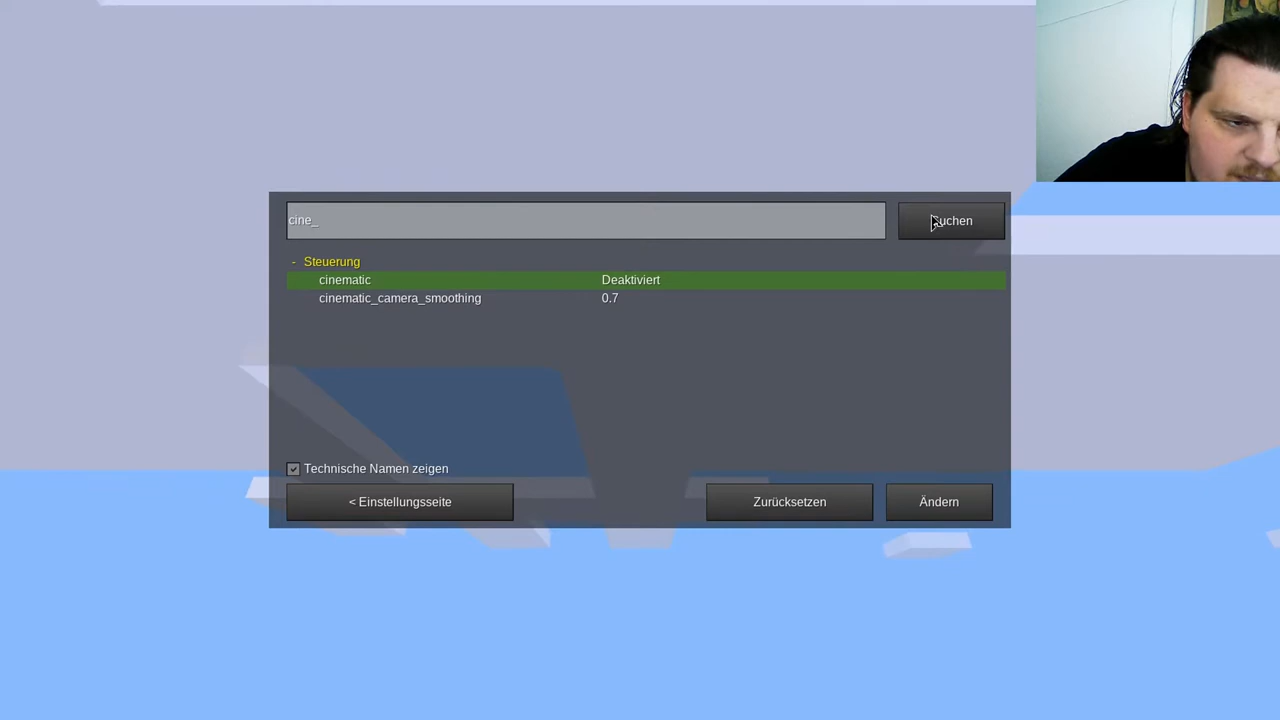 cine_
Suchen
- Steuerung
cinematic Deaktiviert
cinematic_camera_smoothing 0.7
Technische Namen zeigen
< Einstellungsseite
Zurücksetzen
Ändern